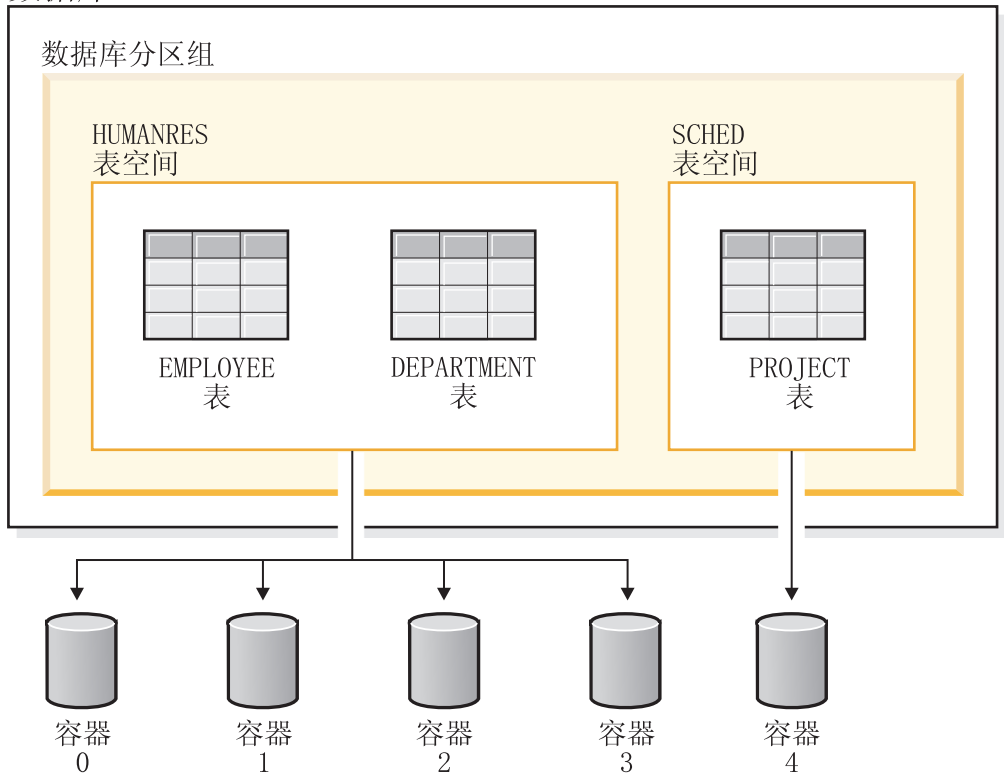 数据库分区组
HUMANRES
表空间
SCHED
表空间
EMPLOYEE
表
DEPARTMENT
表
PROJECT
表
容器
0
容器
1
容器
2
容器
3
容器
4